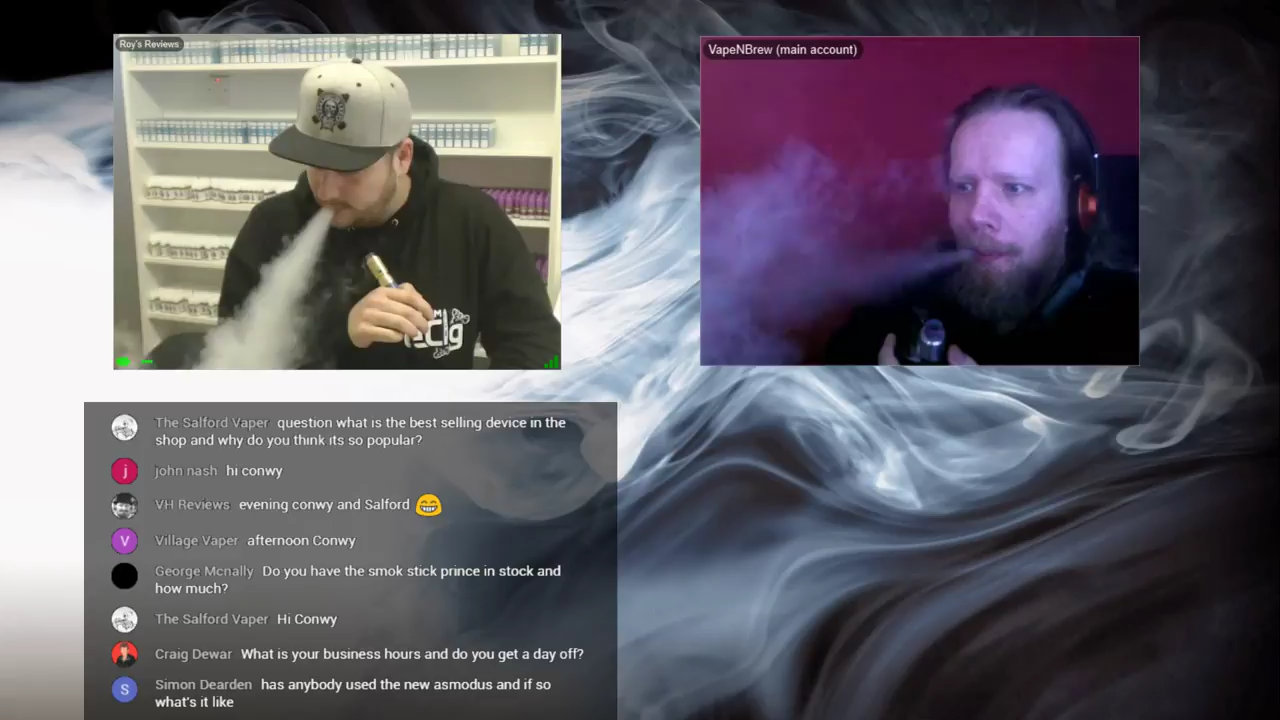 Roy's Reviews
VapeNBrew (main account)
eCig
The Salford Vaper question what is the best selling device in the
shop and why do you think its so popular?
j john nash hi conwy
VH Reviews evening conwy and Salford
V Village Vaper afternoon Conwy
George Mcnally Do you have the smok stick prince in stock and
how much?
The Salford Vaper Hi Conwy
Craig Dewar What is your business hours and do you get a day off?
S Simon Dearden has anybody used the new asmodus and if so
what's it like